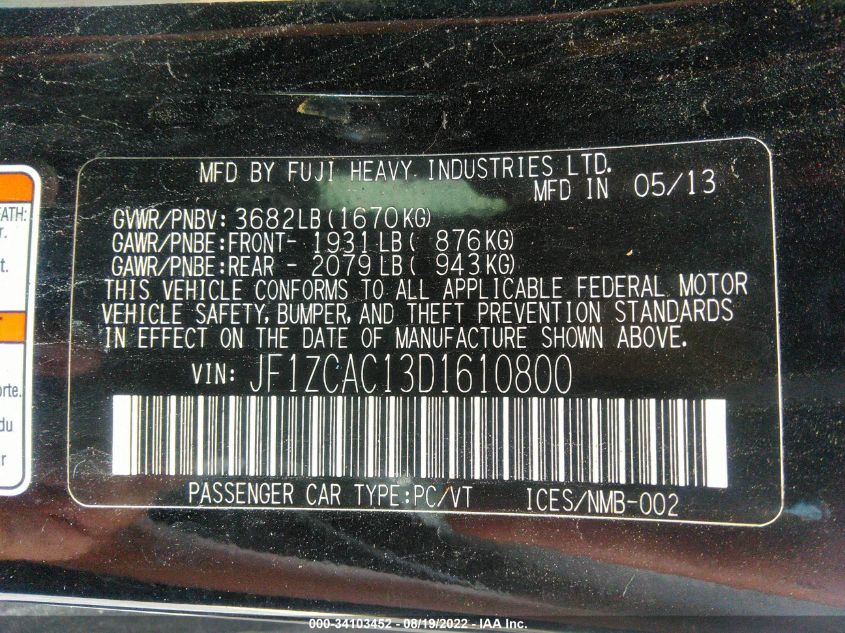 MFD BY FUJI HEAVY INDUSTRIES LTD.
MFD IN 05/13
GVWR/PNBV: 3682LB(1670KG)
GAWR/PNBE:FRONT- 1931LB( 876KG)
GAWR/PNBE:REAR - 2079LB( 943KG)
THIS VEHICLE CONFORMS TO ALL APPLICABLE FEDERAL MOTOR
VEHICLE SAFETY, BUMPER, AND THEFT PREVENTION STANDARDS
IN EFFECT ON THE DATE OF MANUFACTURE SHOWN ABOVE.
VIN: JF1ZCAC13D1610800
PASSENGER CAR TYPE:PC/VT ICES/NMB-002
EATH:
r.
t.
orte.
du
r
000-34103452 - 08/19/2022 - IAA Inc.